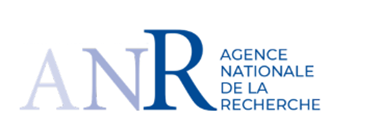 ANR
AGENCE
NATIONALE
DE LA
RECHERCHE